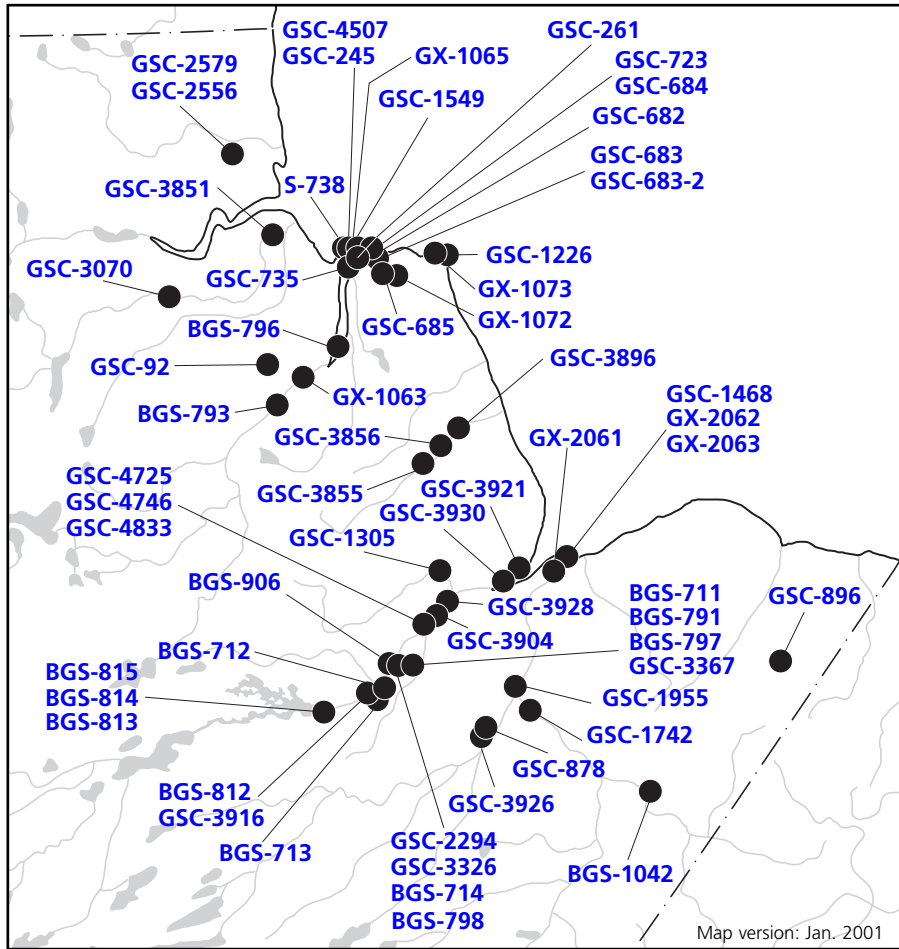 GSC-4507
GSC-245
GX-1065
GSC-261
GSC-2579
GSC-2556
GSC-723
GSC-684
GSC-1549
GSC-682
GSC-683
GSC-683-2
S-738
GSC-3851
GSC-3070
GSC-735
GSC-1226
GX-1073
GX-1072
GSC-685
BGS-796
GSC-92
GX-1063
BGS-793
GSC-3896
GSC-1468
GX-2062
GX-2063
GSC-3856
GX-2061
GSC-3855
GSC-4725
GSC-4746
GSC-4833
GSC-3921
GSC-3930
GSC-1305
BGS-906
GSC-3928
GSC-3904
BGS-711
BGS-791
BGS-797
GSC-3367
GSC-896
BGS-712
BGS-815
BGS-814
BGS-813
GSC-1955
GSC-1742
GSC-878
GSC-3926
BGS-812
GSC-3916
BGS-713
GSC-2294
GSC-3326
BGS-714
BGS-798
BGS-1042
Map version: Jan. 2001